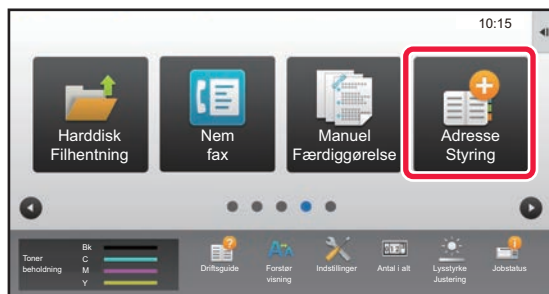 10:15
Harddisk
Filhentning
Nem
fax
Manuel
Færdiggørelse
Adresse
Styring
Toner
beholdning
Bk
C
M
Y
Driftsguide
Forstør
visning
Indstillinger
Antal i alt
Lysstyrke
Justering
Jobstatus